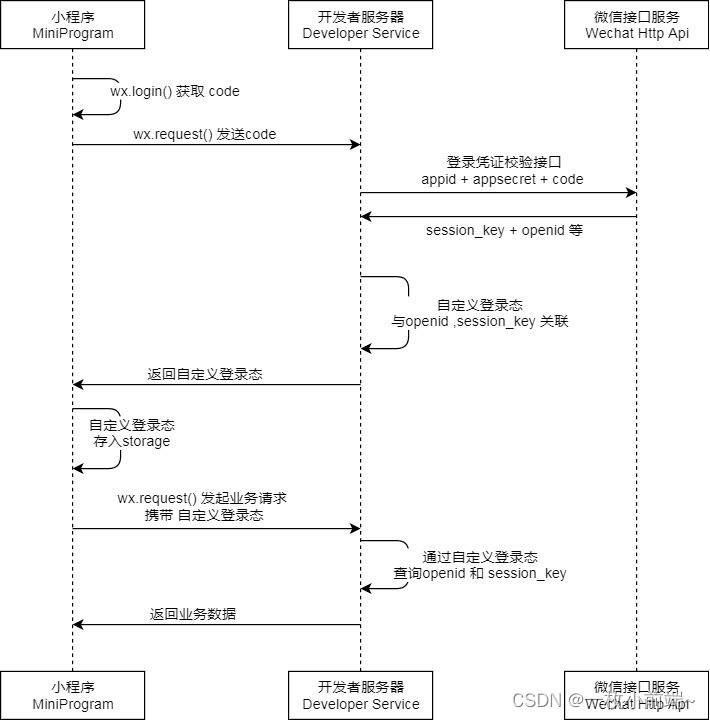 小程序
MiniProgram
开发者服务器
Developer Service
微信接口服务
Wechat Http Api
wx.login() 获取 code
wx.request() 发送code
登录凭证校验接口
appid + appsecret + code
session_key + openid 等
自定义登录态
与openid ,session_key 关联
返回自定义登录态
自定义登录态
存入storage
wx.request() 发起业务请求
携带 自定义登录态
通过自定义登录态
查询openid 和 session_key
返回业务数据
小程序
MiniProgram
开发者服务器
Developer Service
微信接口服务
Wechat Http Api
CSDN @一枚小前端~